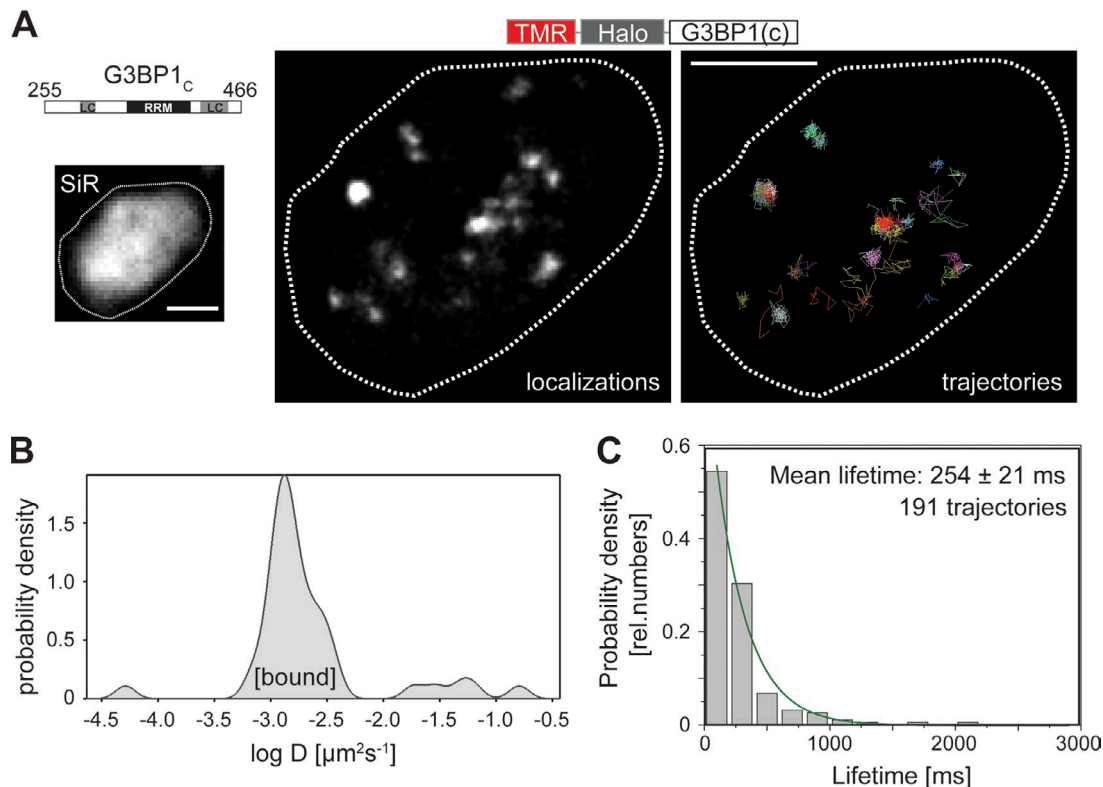 A
TMR Halo G3BP1(c)
G3BP1C
255 466
LC RRM LC
SiR
localizations
trajectories
B
probability density
1.5
1.0
0.5
0
[bound]
-4.5 -4.0 -3.5 -3.0 -2.5 -2.0 -1.5 -1.0 -0.5
log D [µm²s⁻¹]
C
Probability density
[rel.numbers]
0.6
0.4
0.2
0
Mean lifetime: 254 ± 21 ms
191 trajectories
0 1000 2000 3000
Lifetime [ms]